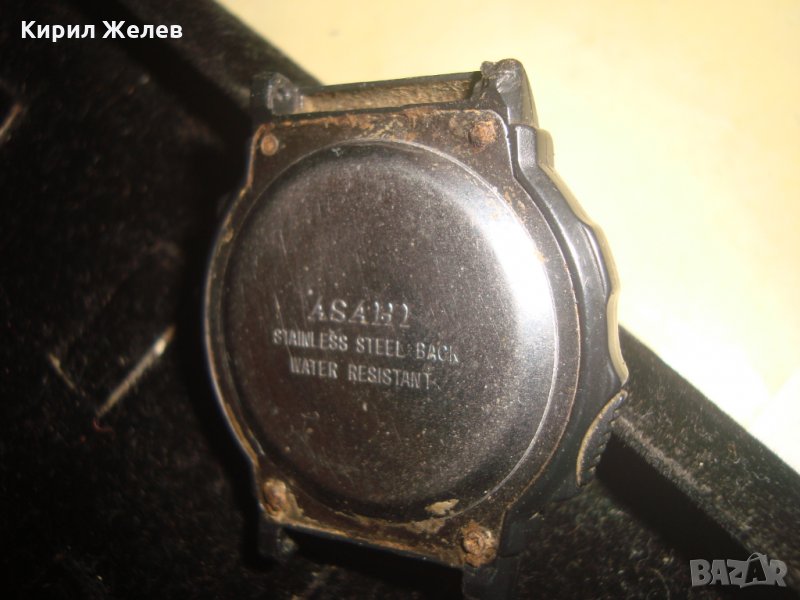 Кирил Желев
ASAHI
STAINLESS STEEL BACK
WATER RESISTANT
BAZAR